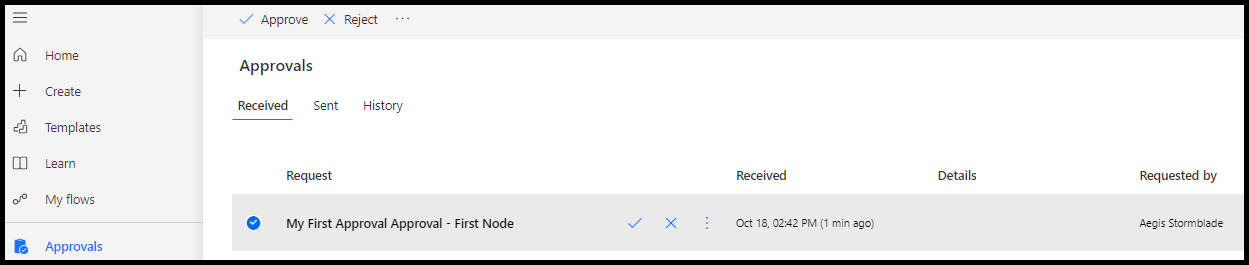 Approve Reject ...
Home
Create
Templates
Learn
My flows
Approvals
Approvals
Received Sent History
Request Received Details Requested by
My First Approval Approval - First Node Oct 18, 02:42 PM (1 min ago) Aegis Stormblade